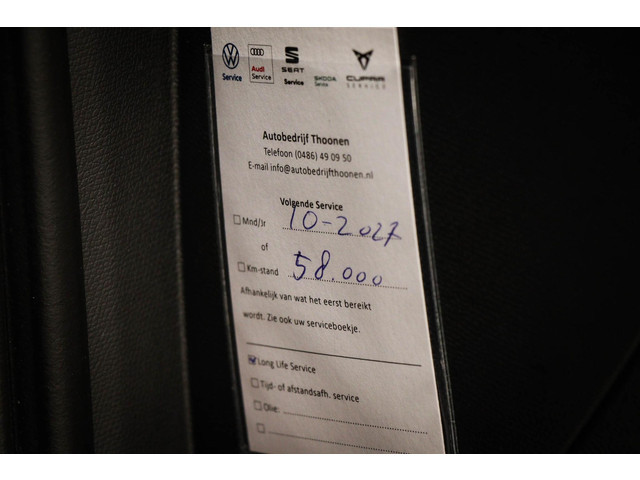 Service Audi Service SEAT Service ŠKODA Service CUPRA SERVICE
Autobedrijf Thoonen
Telefoon (0486) 49 09 50
E-mail info@autobedrijfthoonen.nl
Volgende Service
Mnd/Jr 10-2027
of
Km-stand 58.000
Afhankelijk van wat het eerst bereikt
wordt. Zie ook uw serviceboekje.
Long Life Service
Tijd- of afstandsafh. service
Olie: